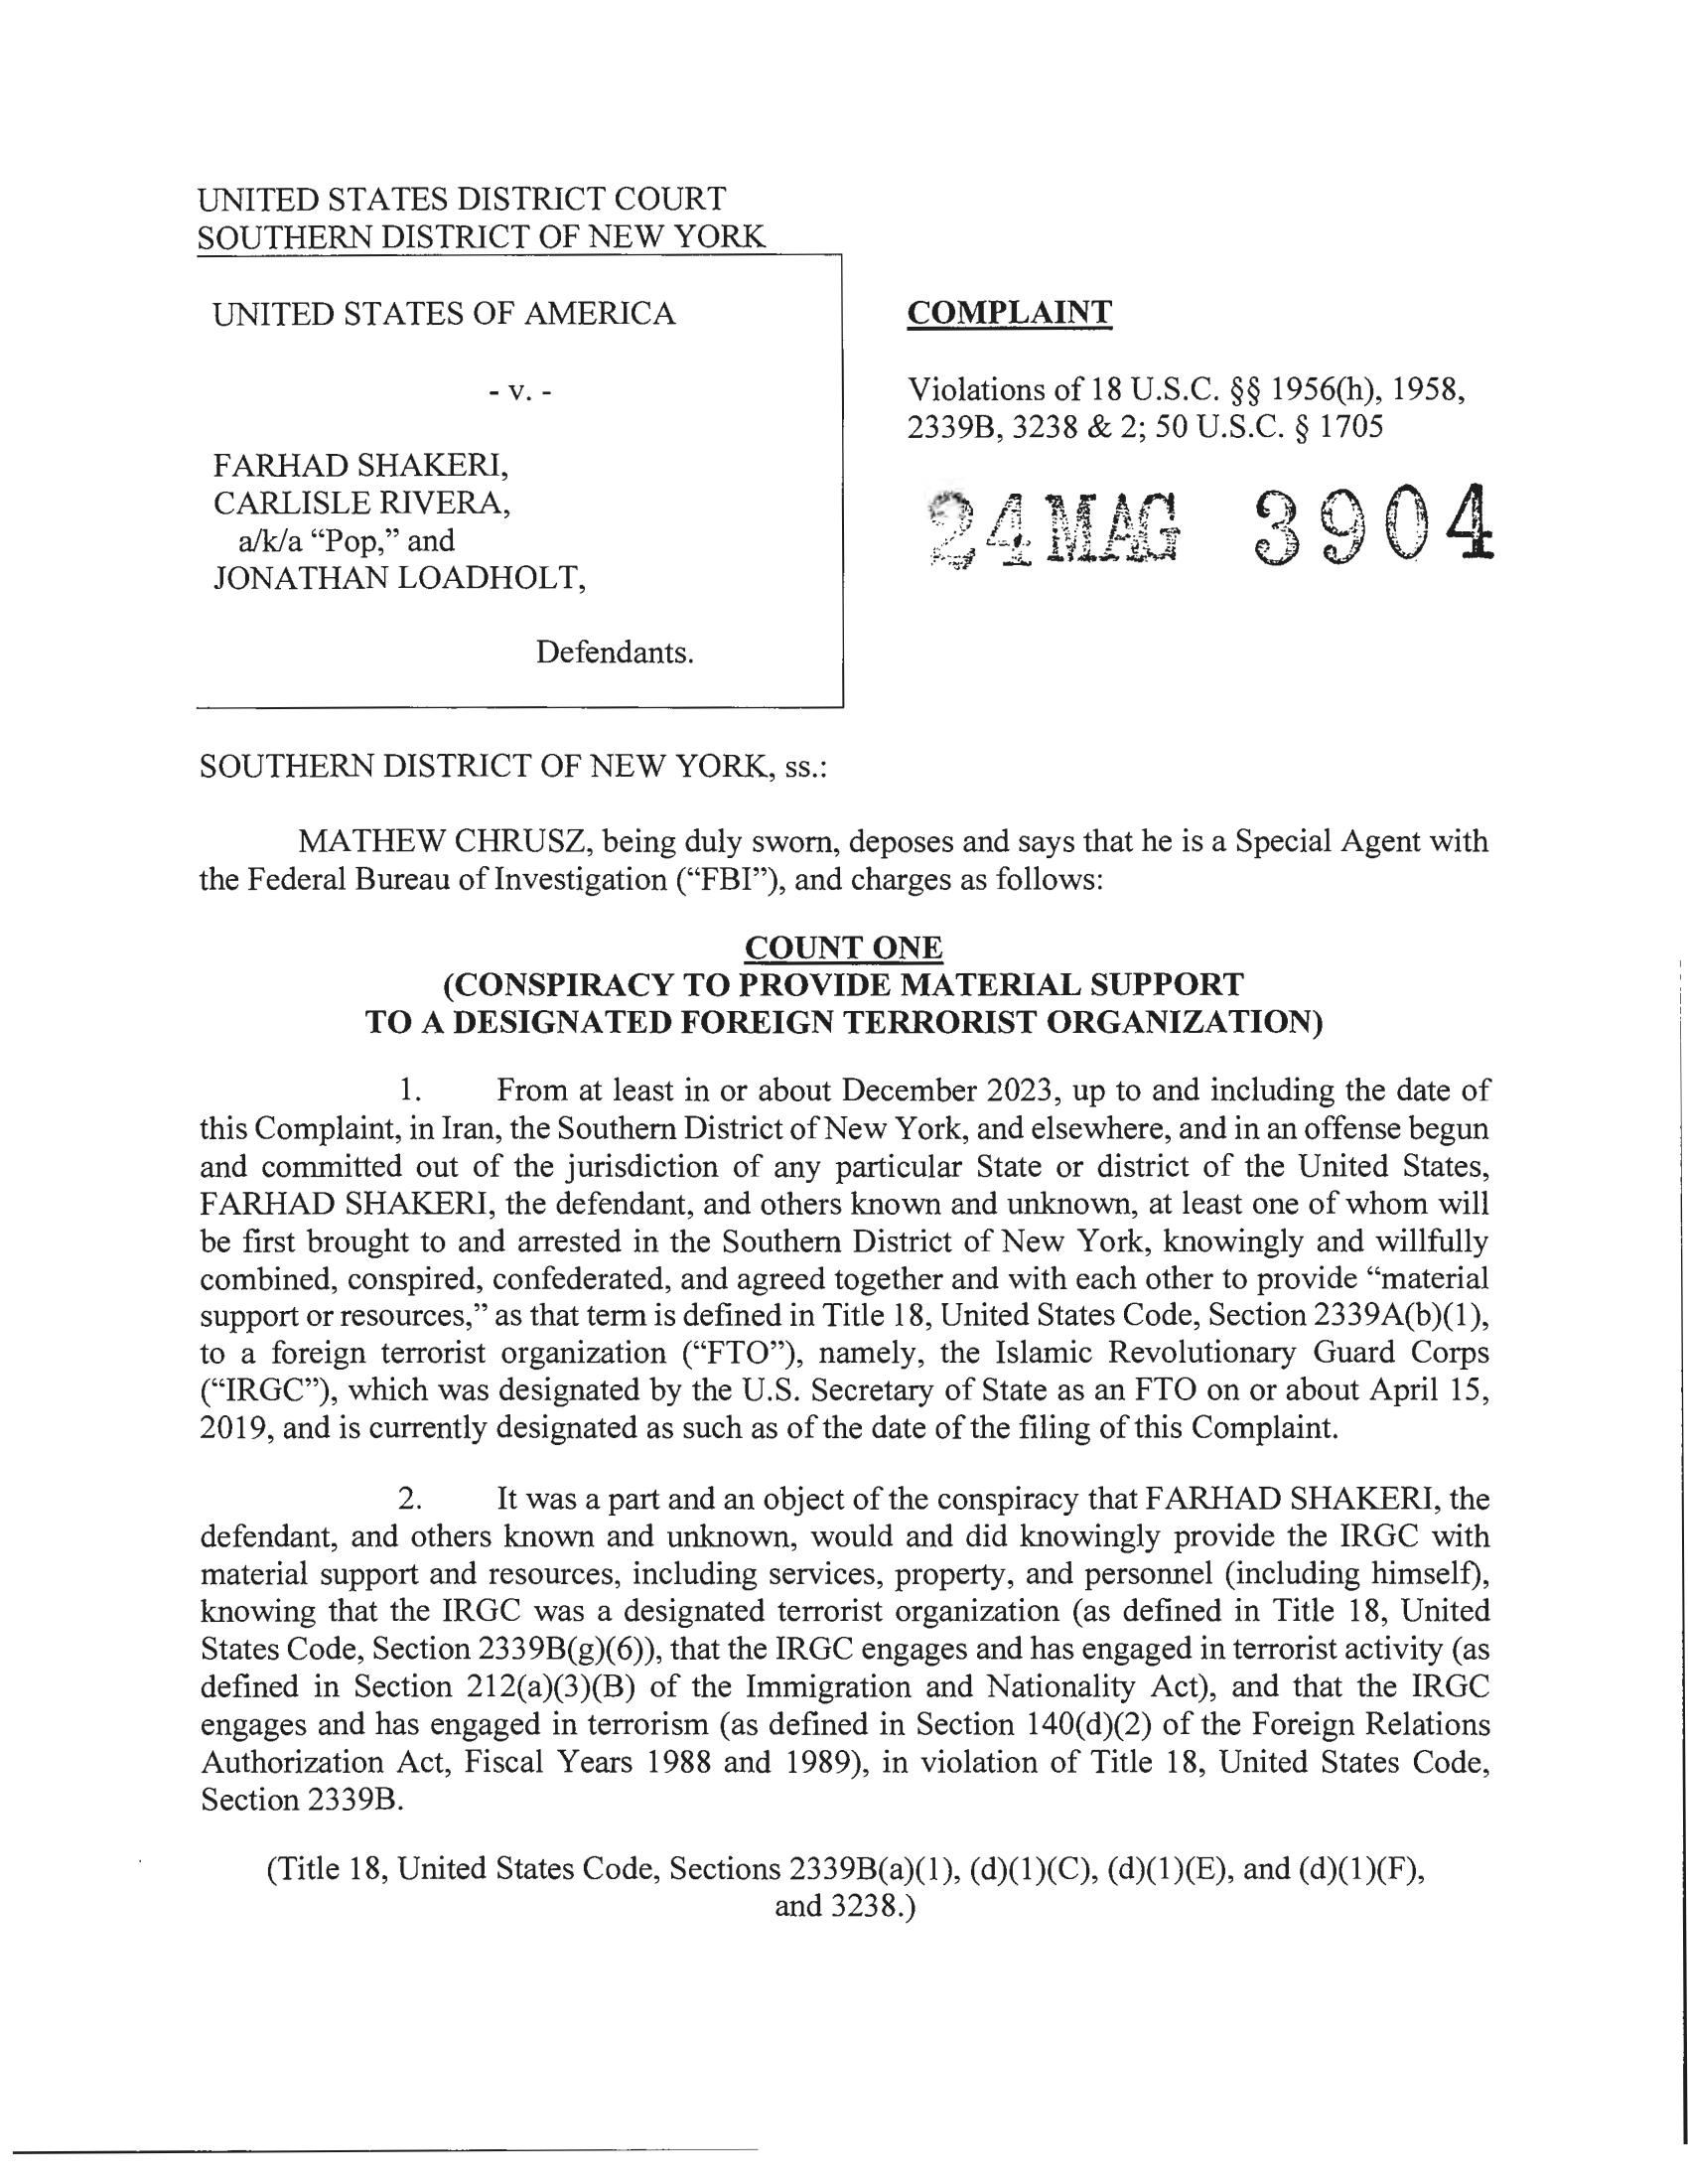 UNITED STATES DISTRICT COURT
SOUTHERN DISTRICT OF NEW YORK
UNITED STATES OF AMERICA
- v. -
FARHAD SHAKERI,
CARLISLE RIVERA,
a/k/a “Pop,” and
JONATHAN LOADHOLT,
Defendants.
COMPLAINT
Violations of 18 U.S.C. §§ 1956(h), 1958,
2339B, 3238 & 2; 50 U.S.C. § 1705
24 MAG 3904
SOUTHERN DISTRICT OF NEW YORK, ss.:
MATHEW CHRUSZ, being duly sworn, deposes and says that he is a Special Agent with
the Federal Bureau of Investigation (“FBI”), and charges as follows:
COUNT ONE
(CONSPIRACY TO PROVIDE MATERIAL SUPPORT
TO A DESIGNATED FOREIGN TERRORIST ORGANIZATION)
1. From at least in or about December 2023, up to and including the date of
this Complaint, in Iran, the Southern District of New York, and elsewhere, and in an offense begun
and committed out of the jurisdiction of any particular State or district of the United States,
FARHAD SHAKERI, the defendant, and others known and unknown, at least one of whom will
be first brought to and arrested in the Southern District of New York, knowingly and willfully
combined, conspired, confederated, and agreed together and with each other to provide “material
support or resources,” as that term is defined in Title 18, United States Code, Section 2339A(b)(1),
to a foreign terrorist organization (“FTO”), namely, the Islamic Revolutionary Guard Corps
(“IRGC”), which was designated by the U.S. Secretary of State as an FTO on or about April 15,
2019, and is currently designated as such as of the date of the filing of this Complaint.
2. It was a part and an object of the conspiracy that FARHAD SHAKERI, the
defendant, and others known and unknown, would and did knowingly provide the IRGC with
material support and resources, including services, property, and personnel (including himself),
knowing that the IRGC was a designated terrorist organization (as defined in Title 18, United
States Code, Section 2339B(g)(6)), that the IRGC engages and has engaged in terrorist activity (as
defined in Section 212(a)(3)(B) of the Immigration and Nationality Act), and that the IRGC
engages and has engaged in terrorism (as defined in Section 140(d)(2) of the Foreign Relations
Authorization Act, Fiscal Years 1988 and 1989), in violation of Title 18, United States Code,
Section 2339B.
(Title 18, United States Code, Sections 2339B(a)(1), (d)(1)(C), (d)(1)(E), and (d)(1)(F),
and 3238.)